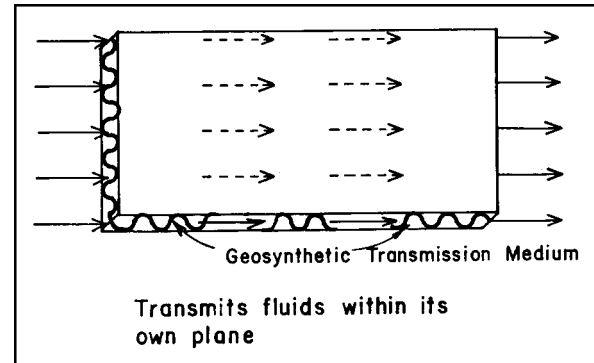 Geosynthetic Transmission Medium
Transmits fluids within its
own plane